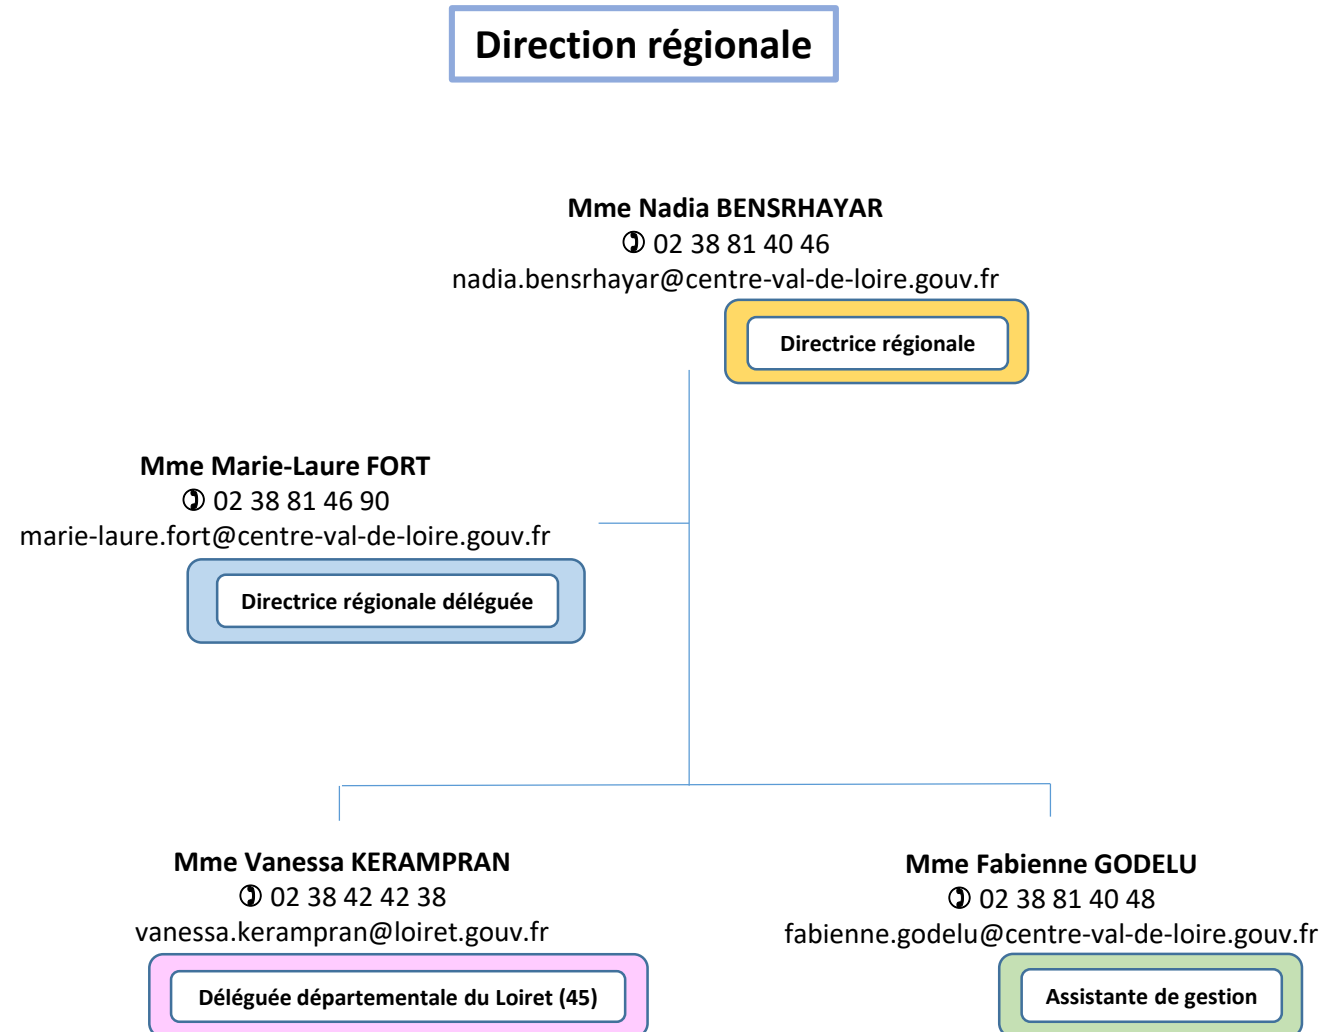 Direction régionale
Mme Nadia BENSRHAYAR
✆ 02 38 81 40 46
nadia.bensrhayar@centre-val-de-loire.gouv.fr
Directrice régionale
Mme Marie-Laure FORT
✆ 02 38 81 46 90
marie-laure.fort@centre-val-de-loire.gouv.fr
Directrice régionale déléguée
Mme Vanessa KERAMPRAN
✆ 02 38 42 42 38
vanessa.kerampran@loiret.gouv.fr
Déléguée départementale du Loiret (45)
Mme Fabienne GODELU
✆ 02 38 81 40 48
fabienne.godelu@centre-val-de-loire.gouv.fr
Assistante de gestion